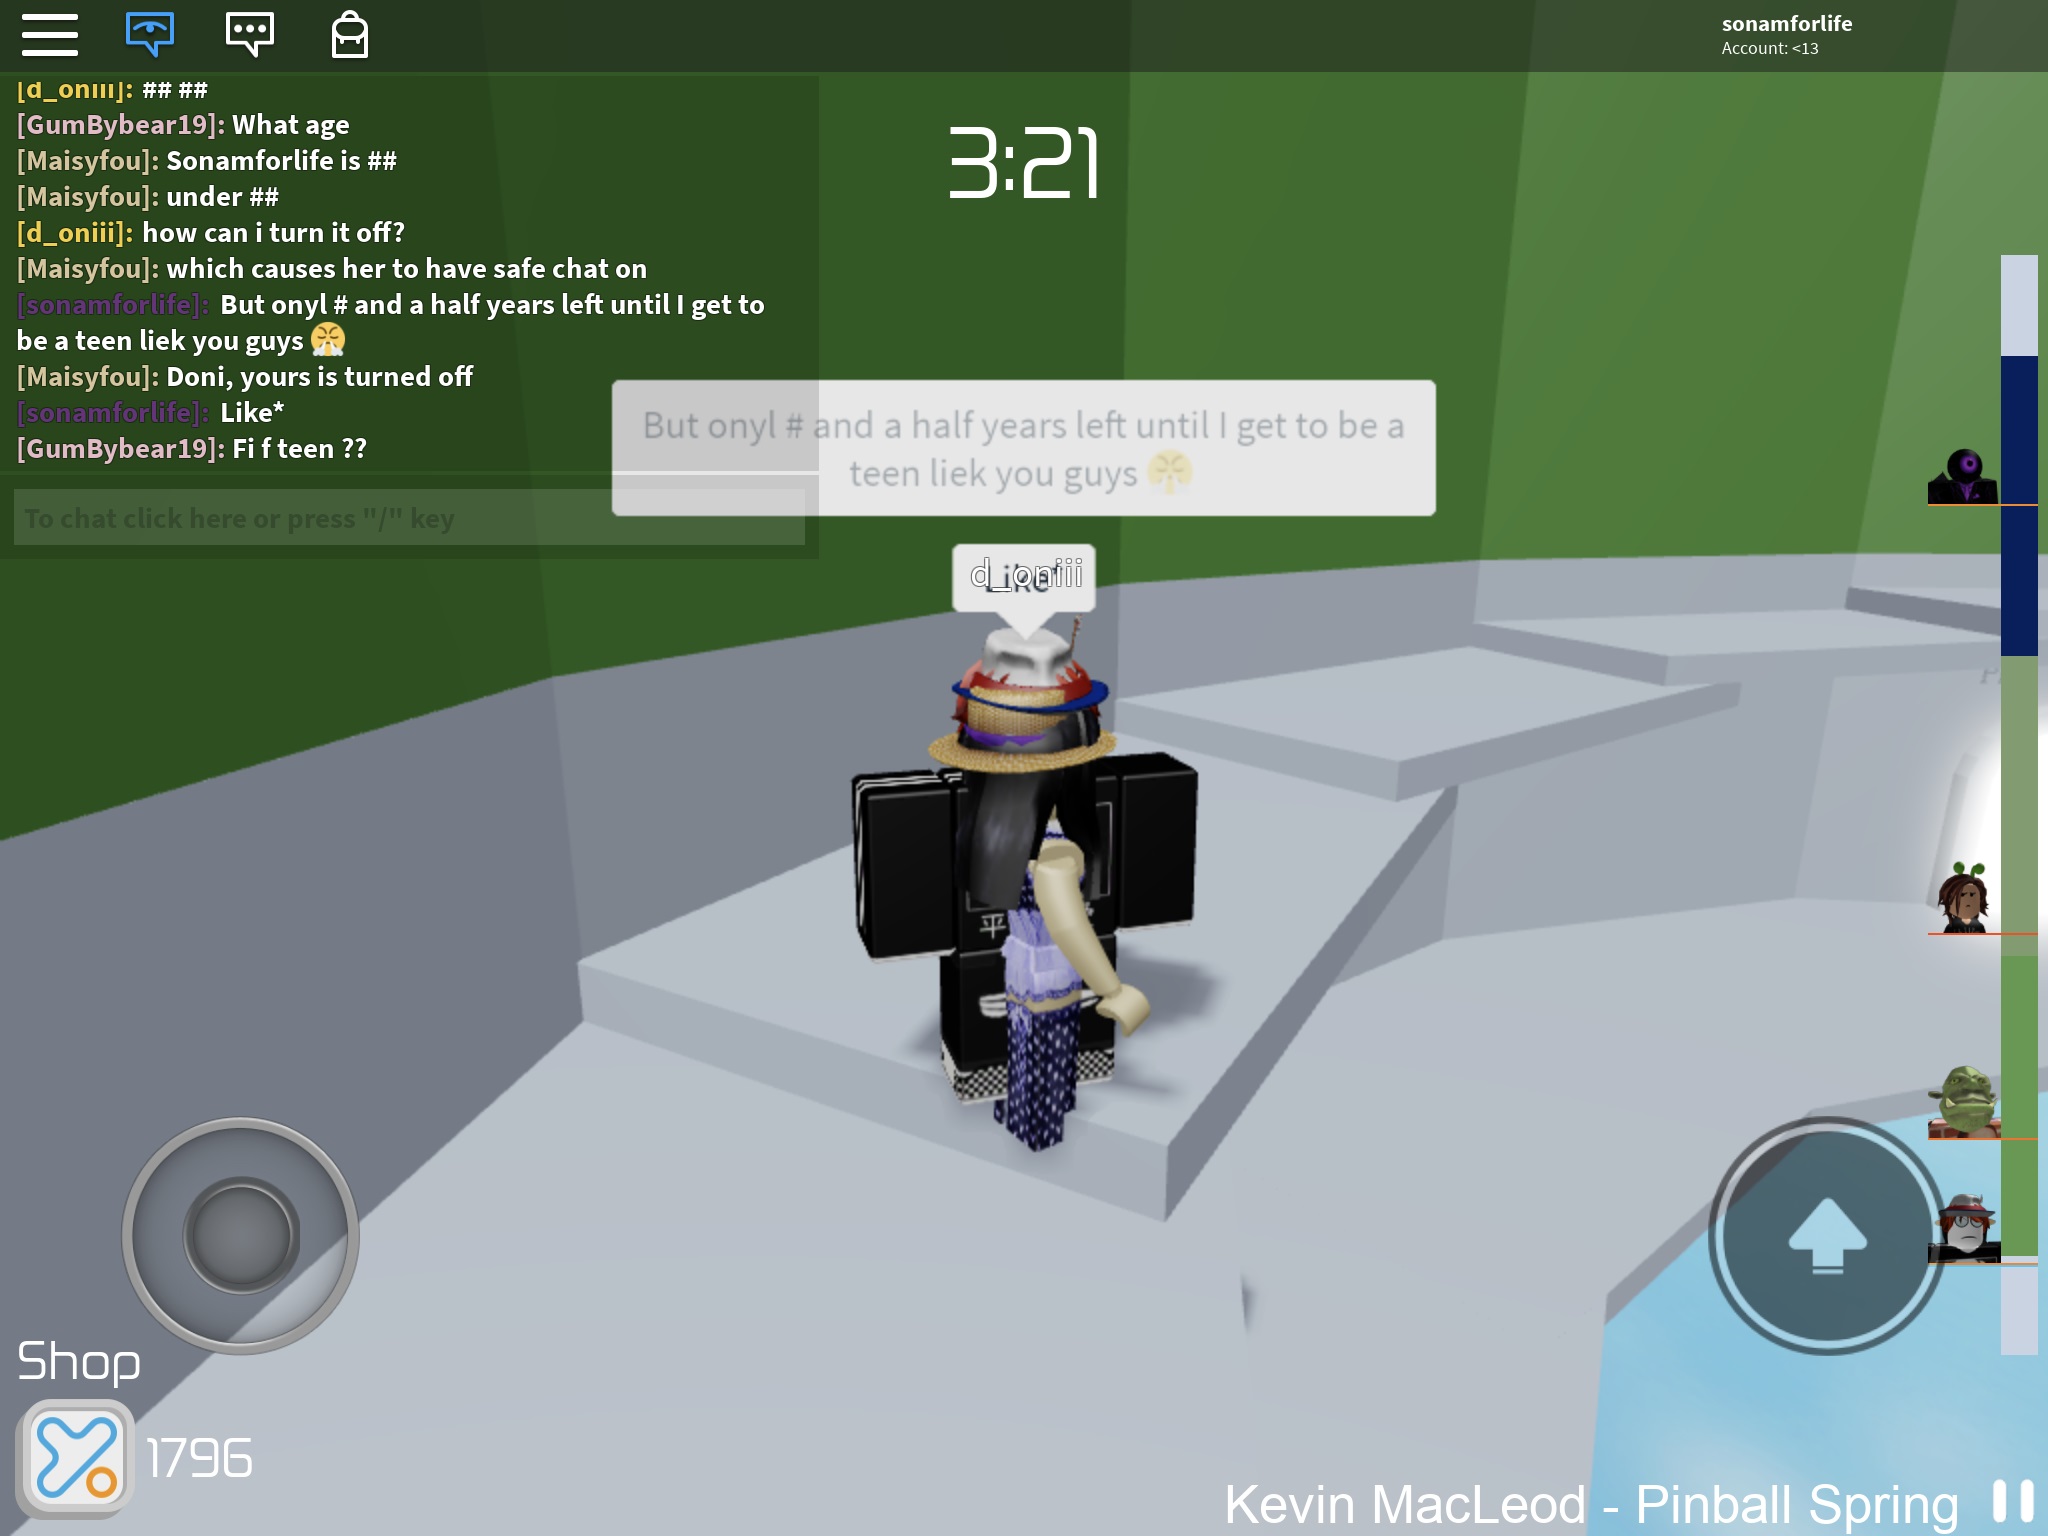 sonamforlife
Account: <13
[d_oniii]: ## ##
[GumBybear19]: What age
[Maisyfou]: Sonamforlife is ##
[Maisyfou]: under ##
[d_oniii]: how can i turn it off?
[Maisyfou]: which causes her to have safe chat on
[sonamforlife]: But onyl # and a half years left until I get to
be a teen liek you guys 😤
[Maisyfou]: Doni, yours is turned off
[sonamforlife]: Like*
[GumBybear19]: Fi f teen ??
To chat click here or press "/" key
3:21
But onyl # and a half years left until I get to be a
teen liek you guys 😤
Like*
d_oniii
平
Shop
1796
Kevin MacLeod - Pinball Spring